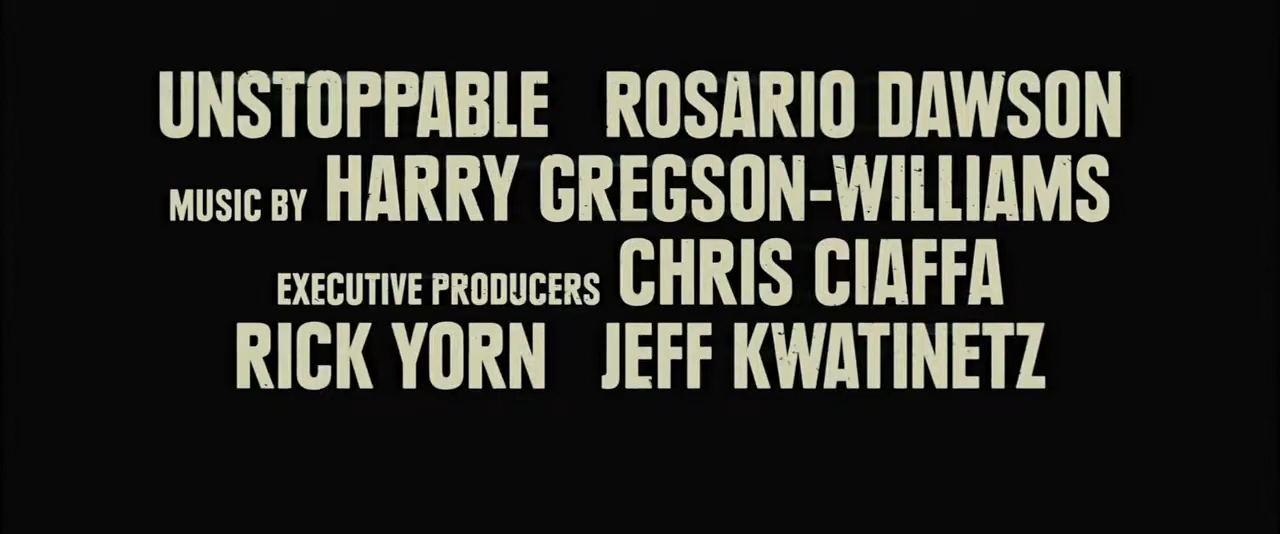 UNSTOPPABLE ROSARIO DAWSON
MUSIC BY HARRY GREGSON-WILLIAMS
EXECUTIVE PRODUCERS CHRIS CIAFFA
RICK YORN JEFF KWATINETZ